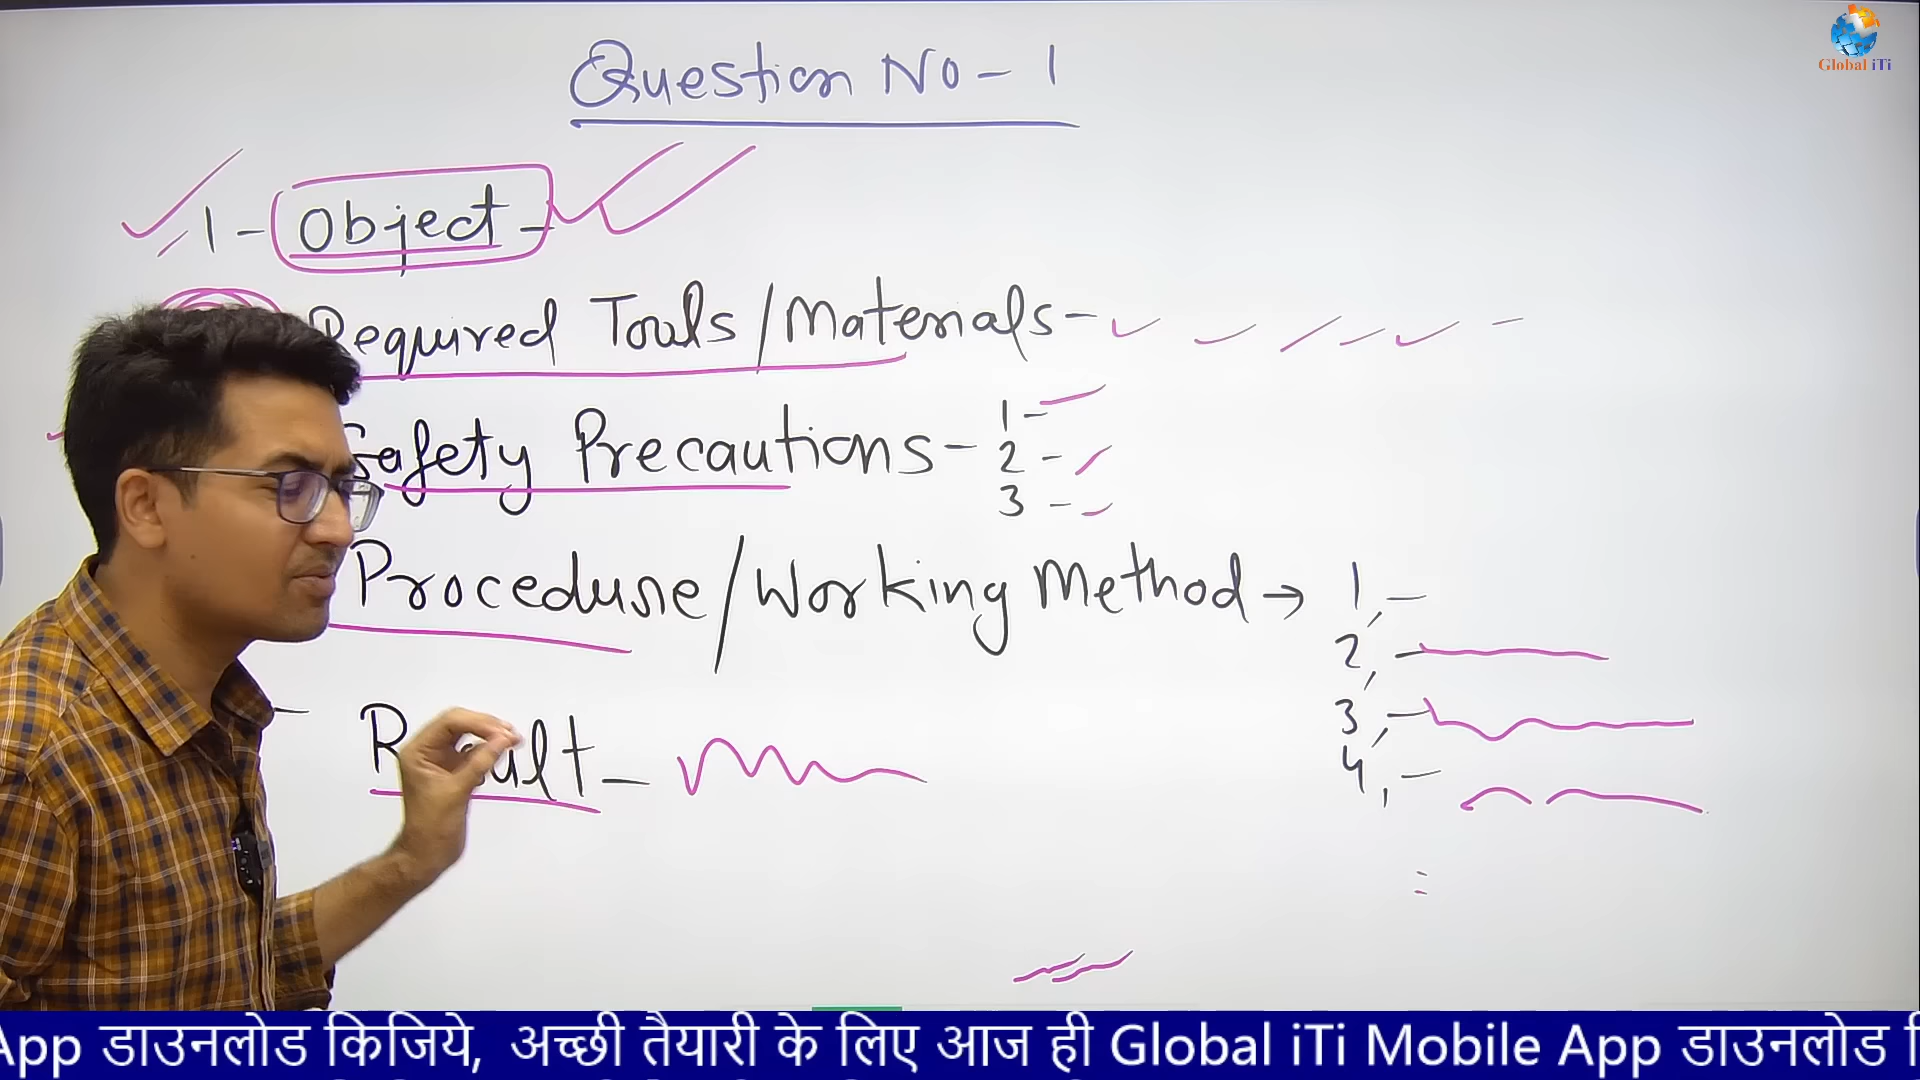 Global iTi
Question No - 1
1 - Object -
Required Tools/Materials -
Safety Precautions - 1 -
2 -
3 -
Procedure/Working Method → 1, -
2, -
3, -
4, -
Result -
App डाउनलोड किजिये, अच्छी तैयारी के लिए आज ही Global iTi Mobile App डाउनलोड